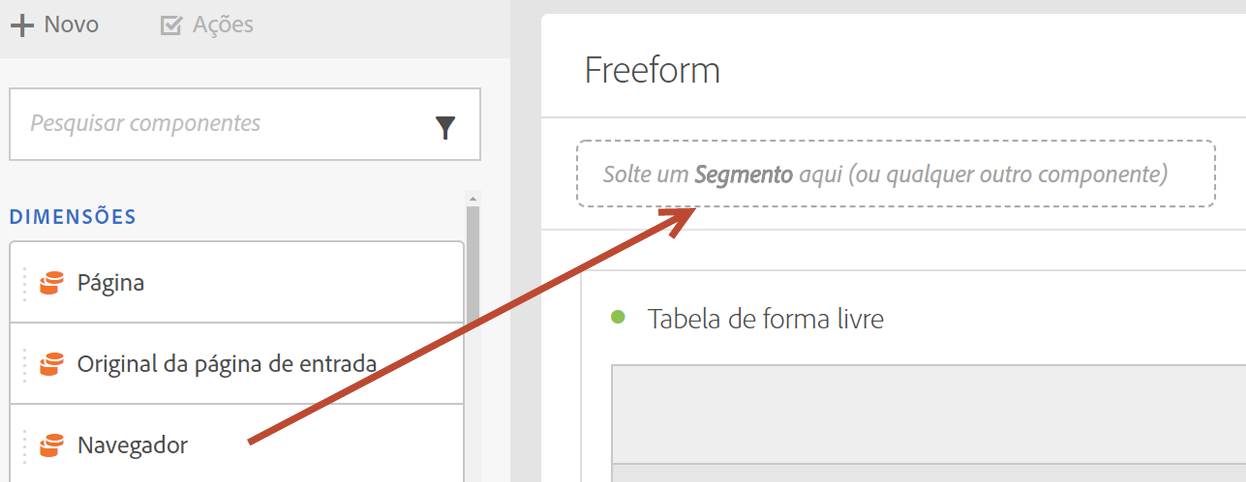 Novo
Ações
Pesquisar componentes
DIMENSÕES
Página
Original da página de entrada
Navegador
Freeform
Solte um Segmento aqui (ou qualquer outro componente)
Tabela de forma livre